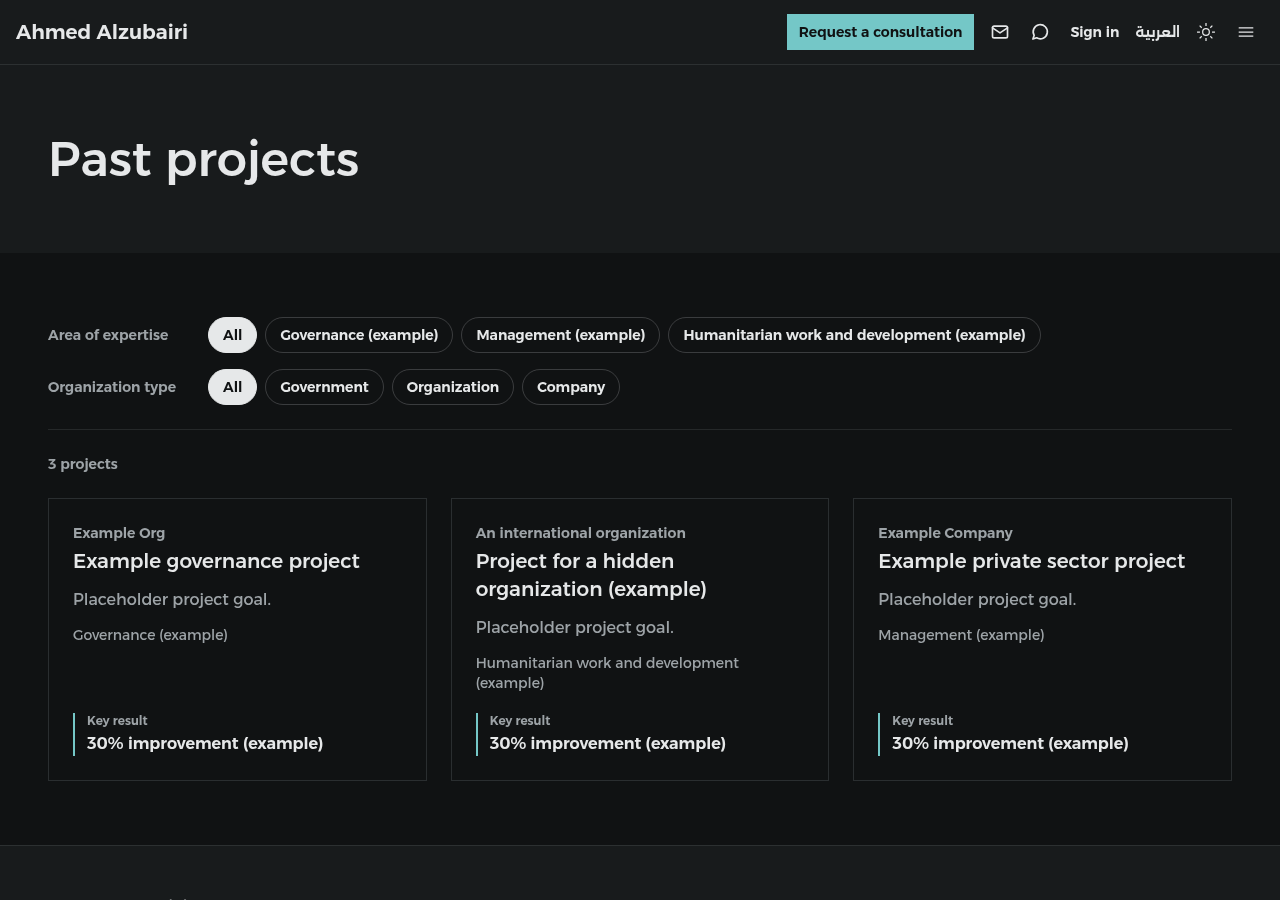 Ahmed Alzubairi
Request a consultation
Sign in
العربية
Past projects
Area of expertise
All
Governance (example)
Management (example)
Humanitarian work and development (example)
Organization type
All
Government
Organization
Company
3 projects
Example Org
Example governance project
Placeholder project goal.
Governance (example)
Key result
30% improvement (example)
An international organization
Project for a hidden
organization (example)
Placeholder project goal.
Humanitarian work and development
(example)
Key result
30% improvement (example)
Example Company
Example private sector project
Placeholder project goal.
Management (example)
Key result
30% improvement (example)